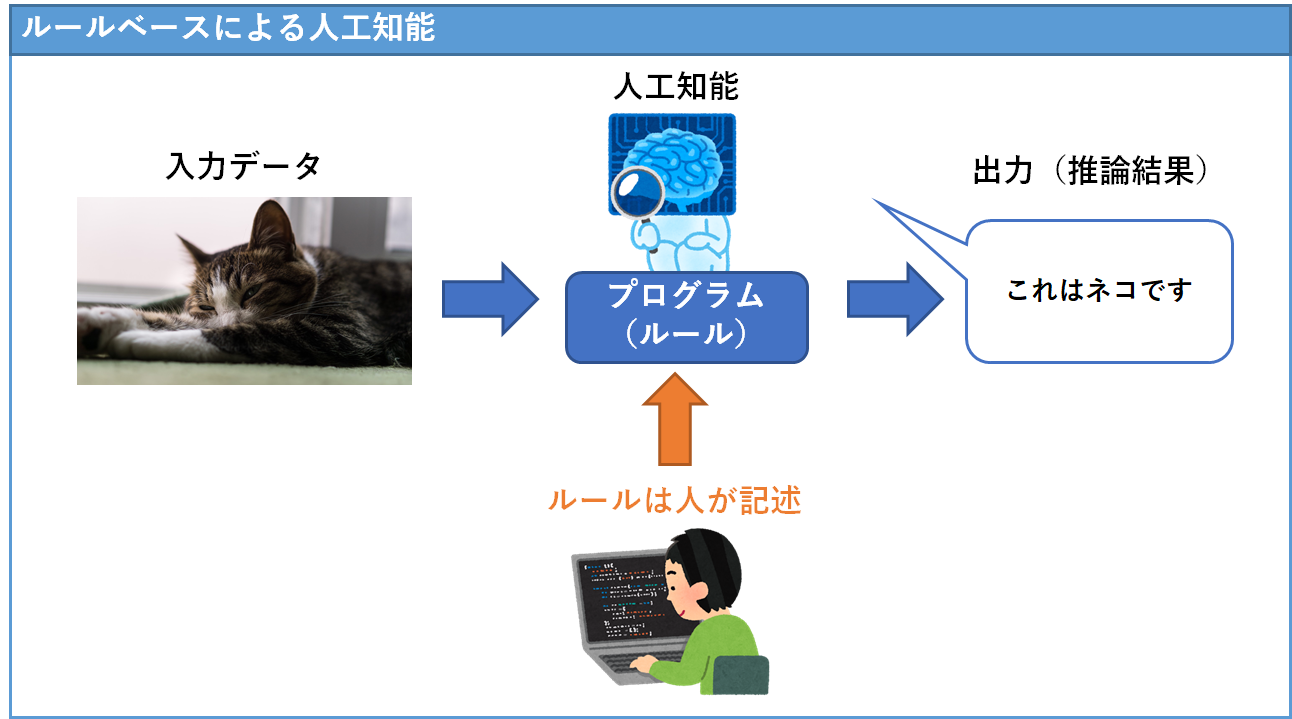 ルールベースによる人工知能
人工知能
入力データ
出力（推論結果）
プログラム
（ルール）
これはネコです
ルールは人が記述